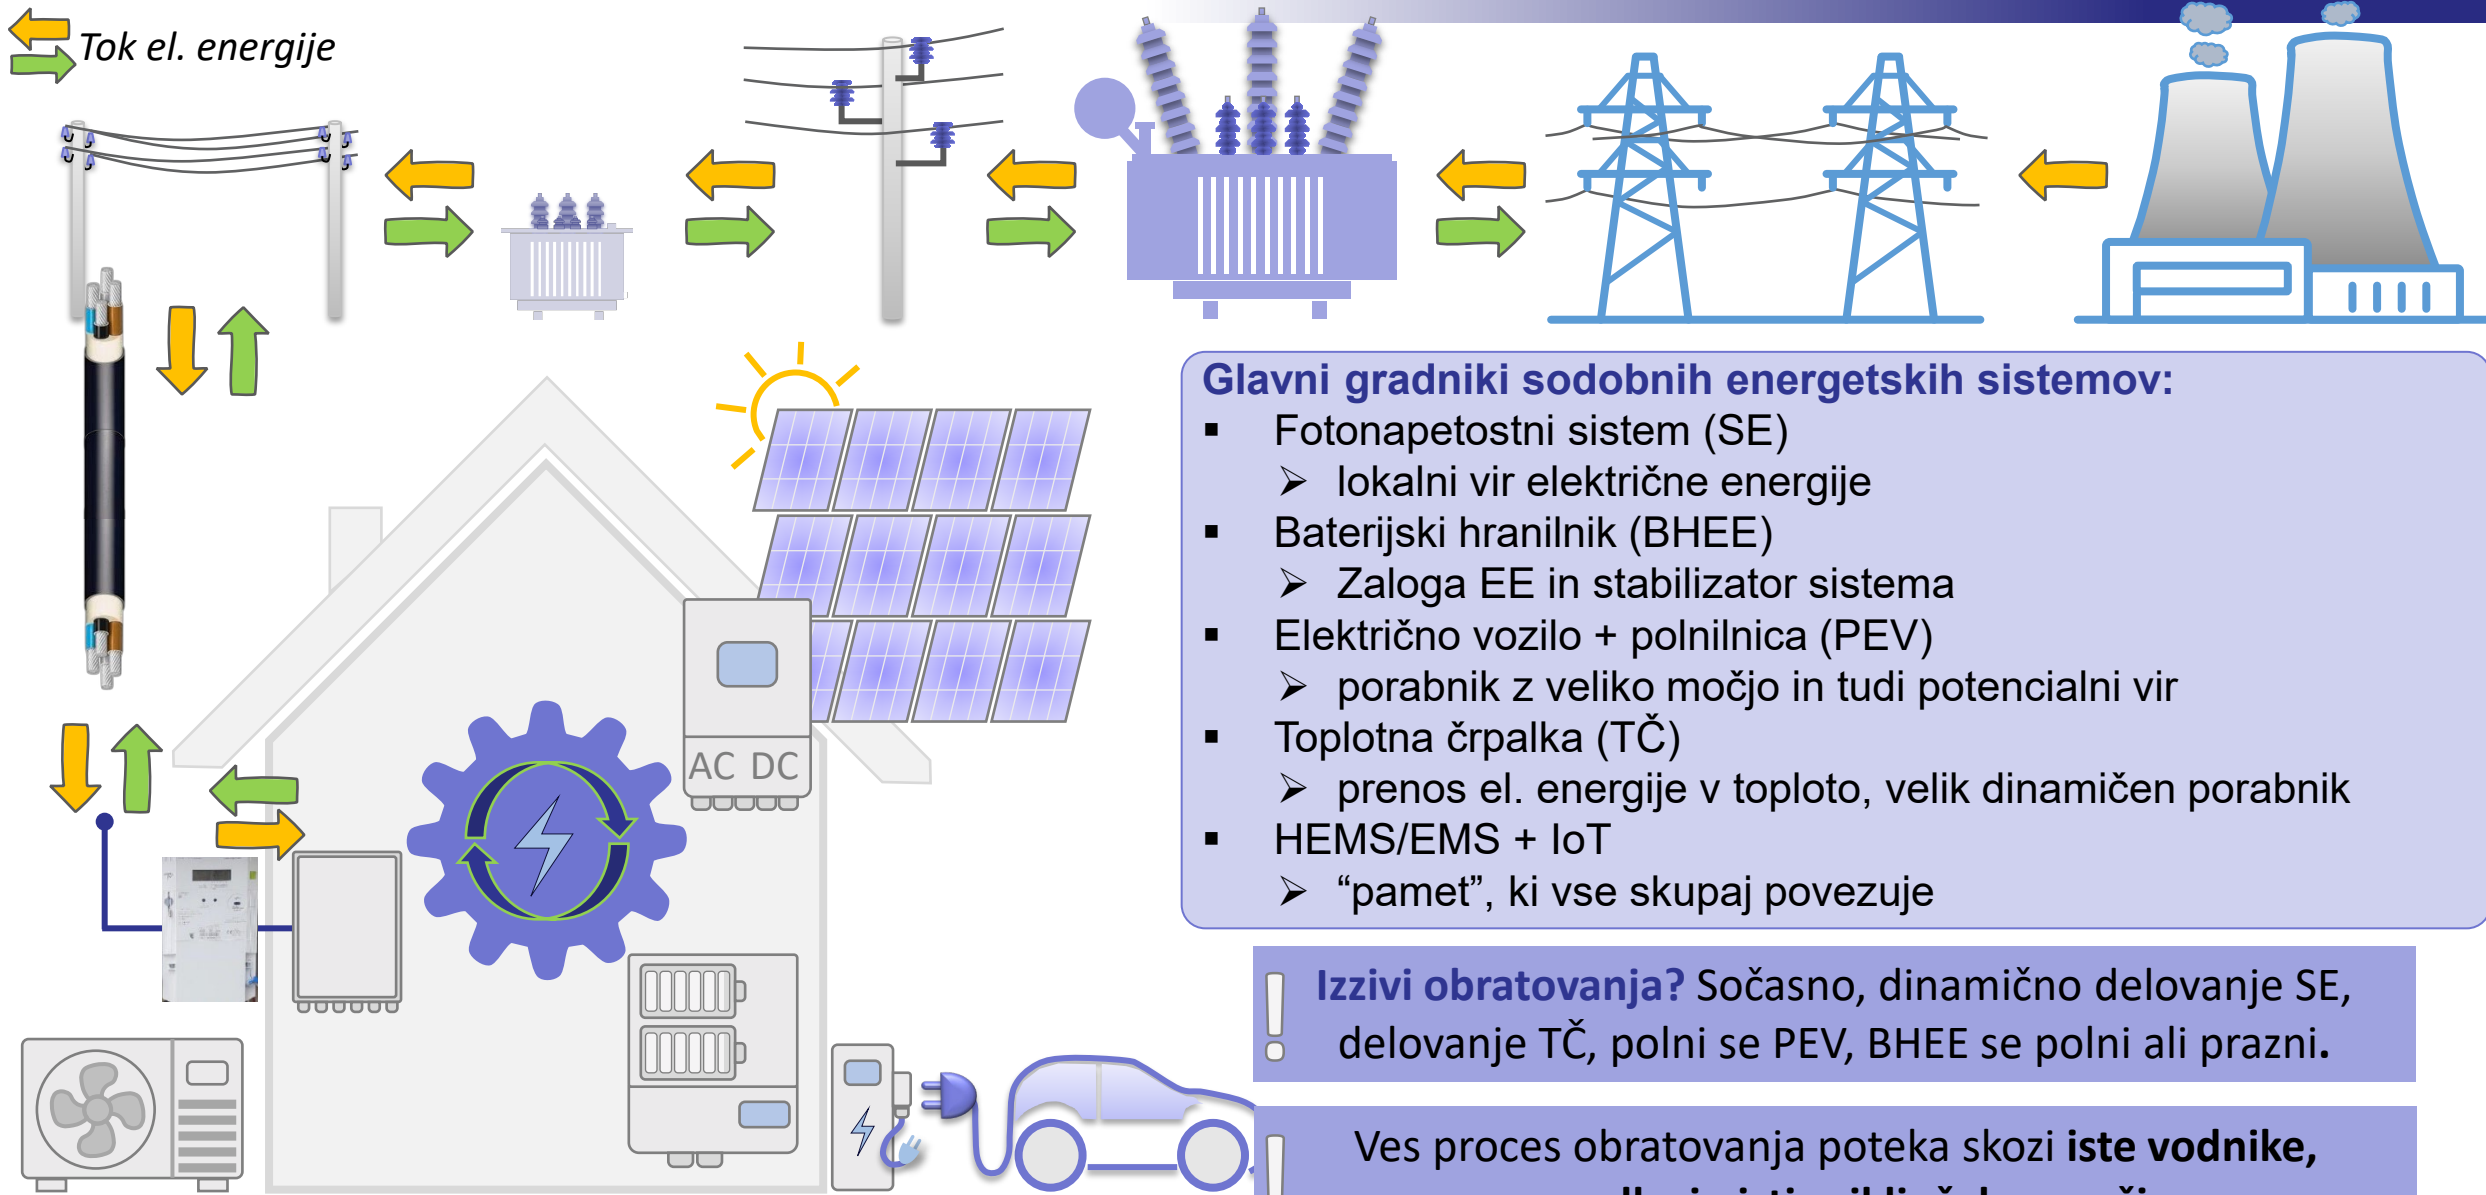 Tok el. energije
Glavni gradniki sodobnih energetskih sistemov:
▪ Fotonapetostni sistem (SE)
➢ lokalni vir električne energije
▪ Baterijski hranilnik (BHEE)
➢ Zaloga EE in stabilizator sistema
▪ Električno vozilo + polnilnica (PEV)
➢ porabnik z veliko močjo in tudi potencialni vir
▪ Toplotna črpalka (TČ)
➢ prenos el. energije v toploto, velik dinamičen porabnik
▪ HEMS/EMS + IoT
➢ “pamet”, ki vse skupaj povezuje
AC DC
! Izzivi obratovanja? Sočasno, dinamično delovanje SE,
delovanje TČ, polni se PEV, BHEE se polni ali prazni.
! Ves proces obratovanja poteka skozi iste vodnike,